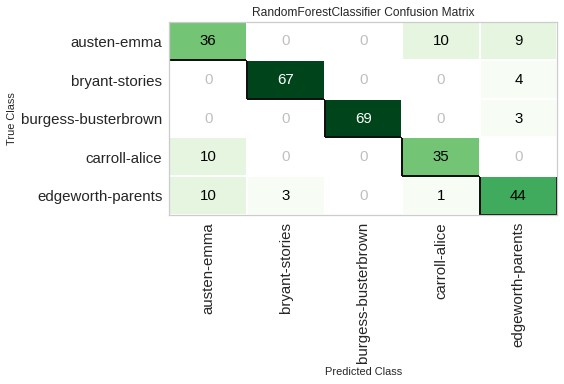 RandomForestClassifier Confusion Matrix
True Class
austen-emma 36 0 0 10 9
bryant-stories 0 67 0 0 4
burgess-busterbrown 0 0 69 0 3
carroll-alice 10 0 0 35 0
edgeworth-parents 10 3 0 1 44
austen-emma
bryant-stories
burgess-busterbrown
carroll-alice
edgeworth-parents
Predicted Class